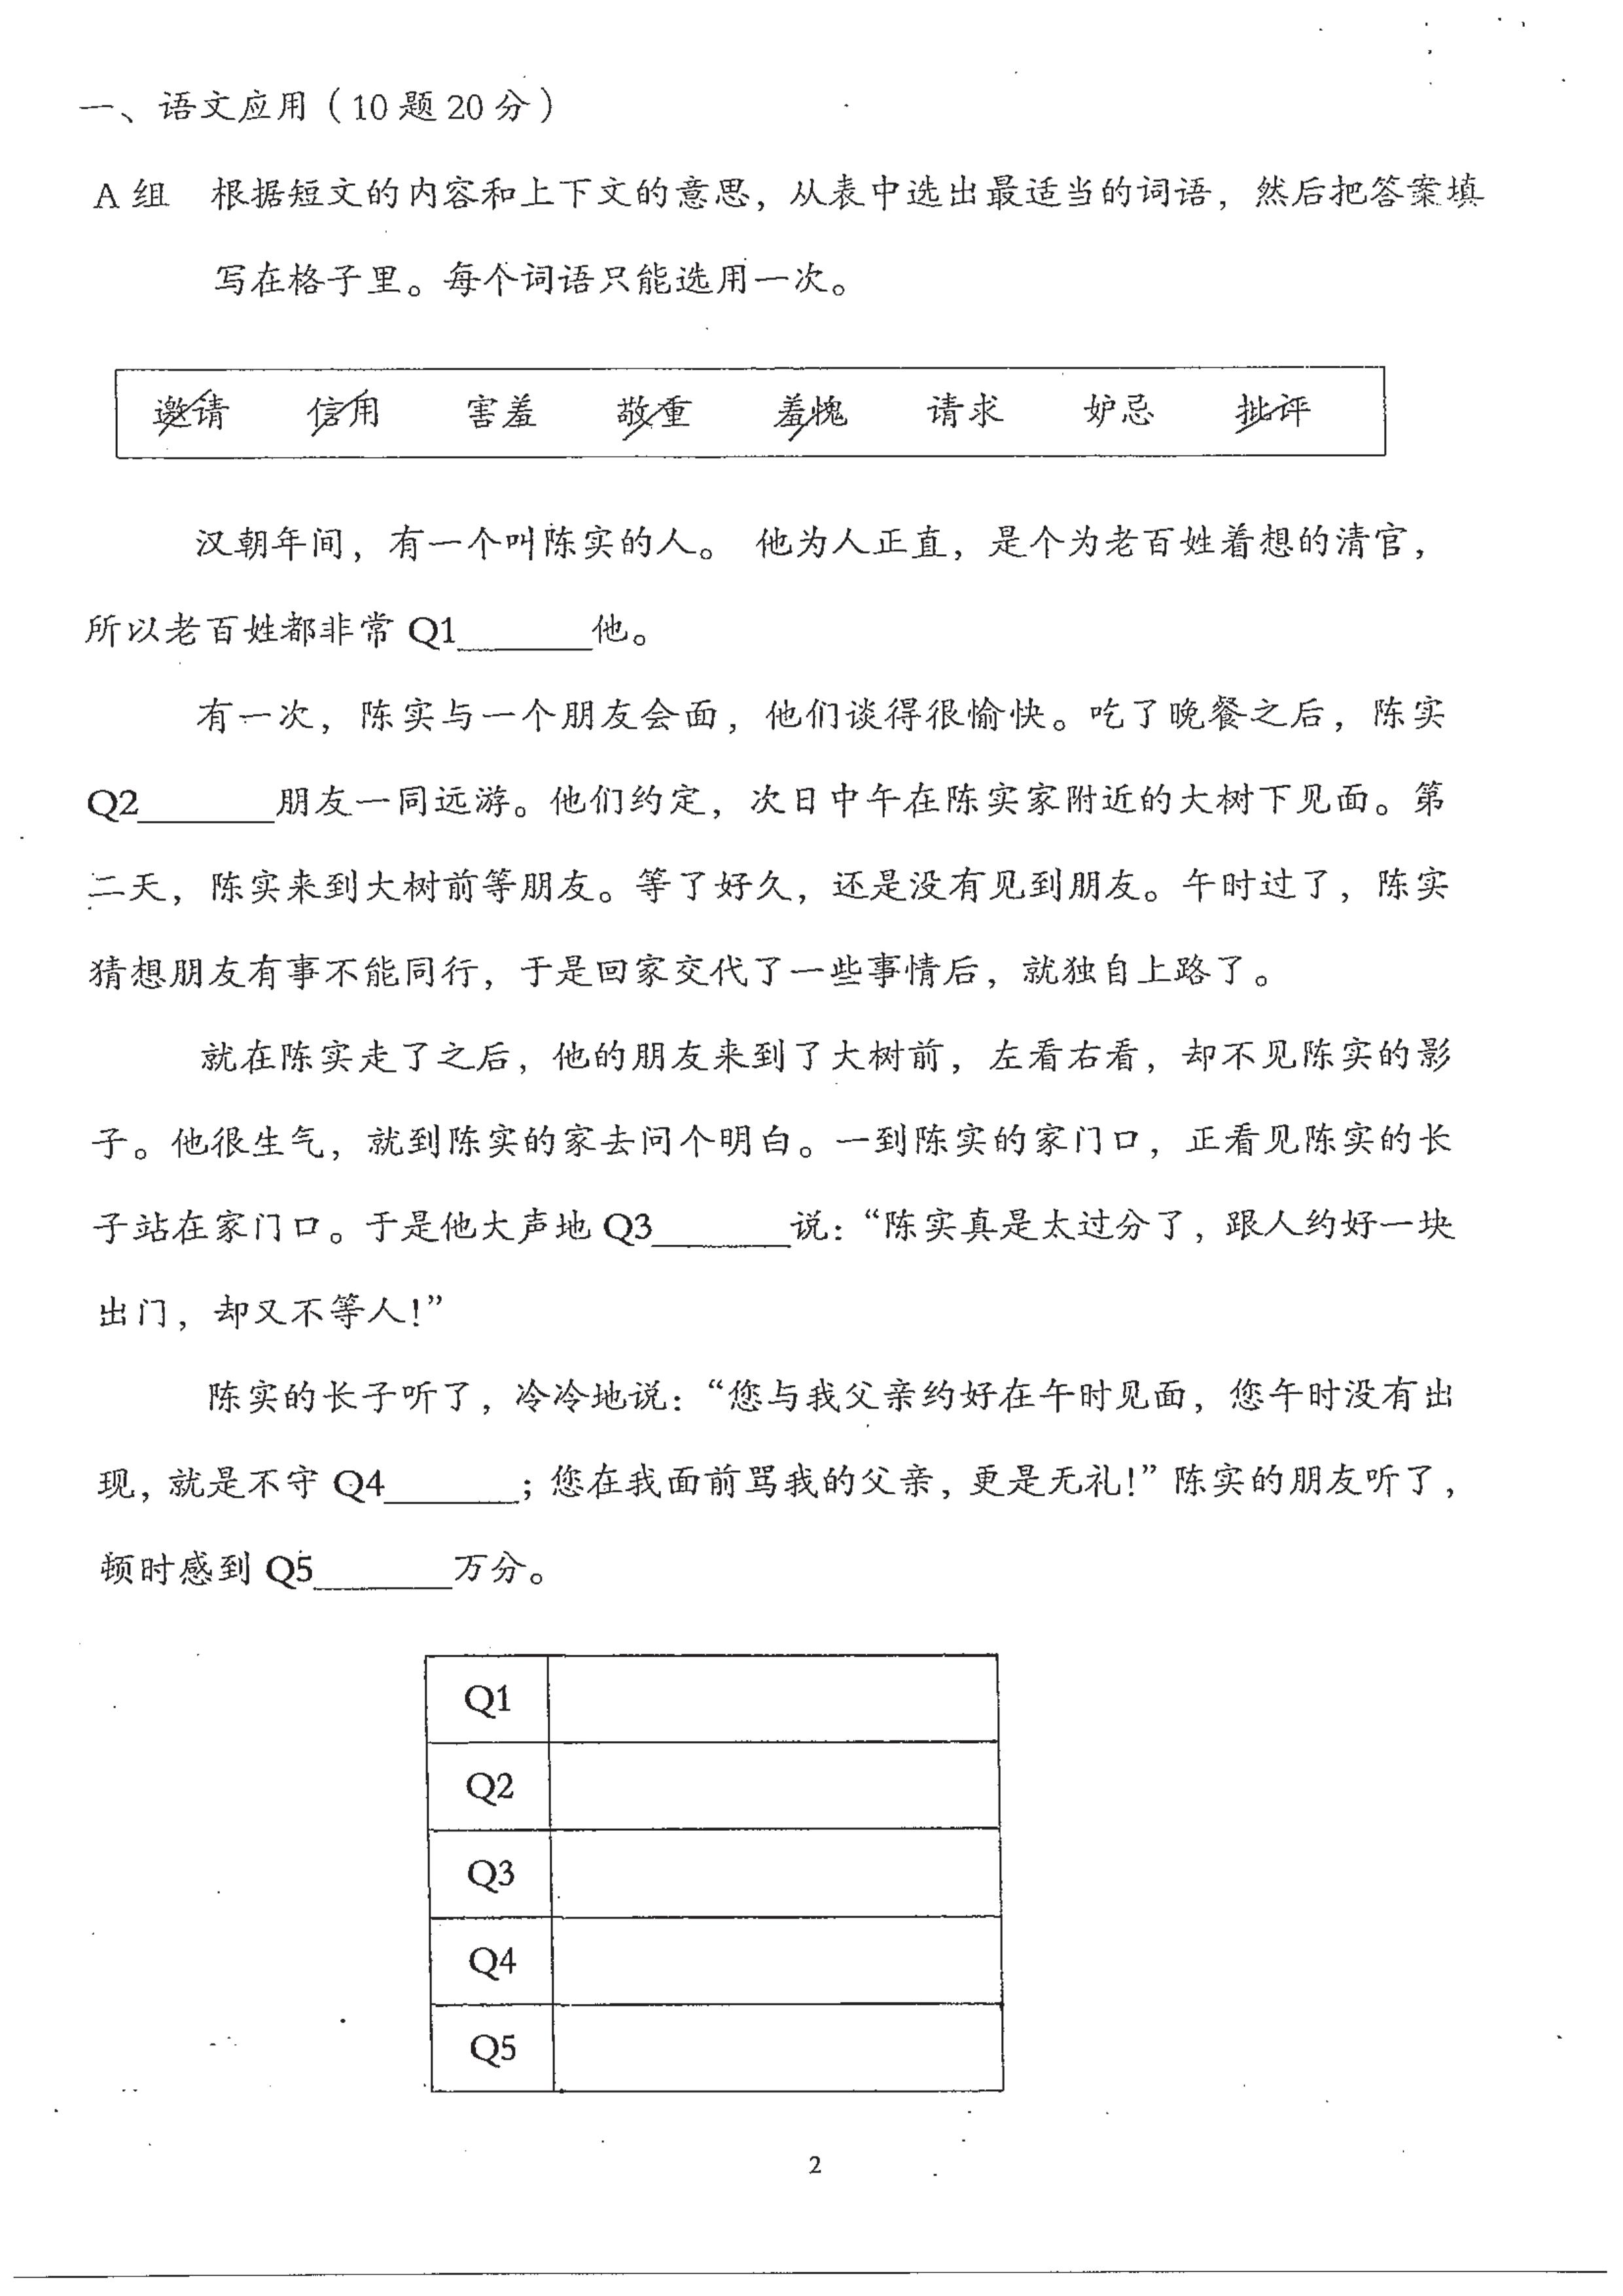 一、语文应用（10 题 20 分）
A 组 根据短文的内容和上下文的意思，从表中选出最适当的词语，然后把答案填
写在格子里。每个词语只能选用一次。
邀请 信用 害羞 敬重 羞愧 请求 妒忌 批评
汉朝年间，有一个叫陈实的人。 他为人正直，是个为老百姓着想的清官，
所以老百姓都非常 Q1_______他。
有一次，陈实与一个朋友会面，他们谈得很愉快。吃了晚餐之后，陈实
Q2_______朋友一同远游。他们约定，次日中午在陈实家附近的大树下见面。第
二天，陈实来到大树前等朋友。等了好久，还是没有见到朋友。午时过了，陈实
猜想朋友有事不能同行，于是回家交代了一些事情后，就独自上路了。
就在陈实走了之后，他的朋友来到了大树前，左看右看，却不见陈实的影
子。他很生气，就到陈实的家去问个明白。一到陈实的家门口，正看见陈实的长
子站在家门口。于是他大声地 Q3_______说：“陈实真是太过分了，跟人约好一块
出门，却又不等人！”
陈实的长子听了，冷冷地说：“您与我父亲约好在午时见面，您午时没有出
现，就是不守 Q4_______；您在我面前骂我的父亲，更是无礼！”陈实的朋友听了，
顿时感到 Q5_______万分。
Q1
Q2
Q3
Q4
Q5
2